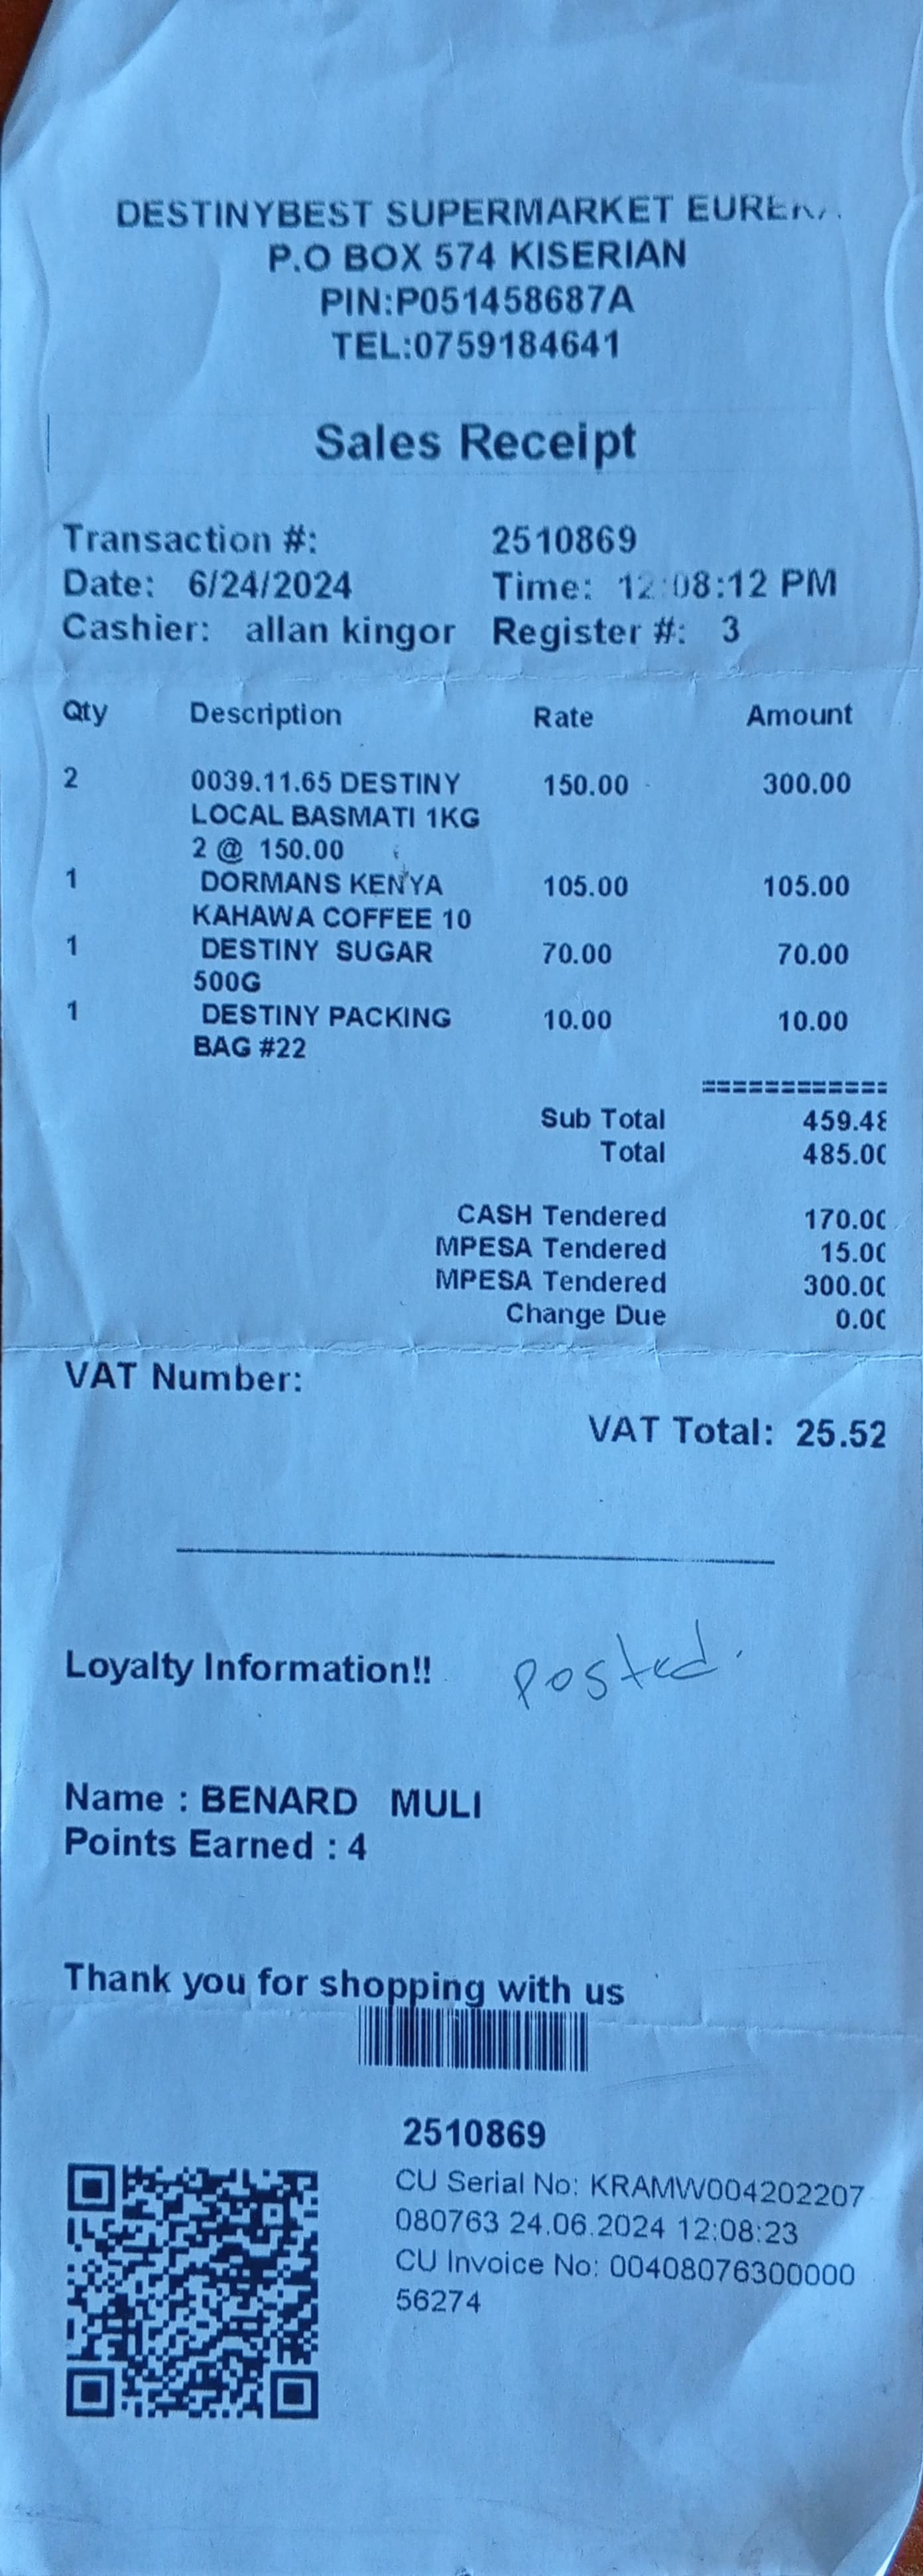 DESTINYBEST SUPERMARKET
P.O BOX 574 KISERIAN
PIN:P051458687A
TEL:0759184641
Sales Receipt
Transaction #: 2510869
Date: 6/24/2024 Time: 12:08:12 PM
Cashier: allan kingor Register #: 3
Qty Description Rate Amount
2 0039.11.65 DESTINY 150.00 300.00
LOCAL BASMATI 1KG
2 @ 150.00
1 DORMANS KENYA 105.00 105.00
KAHAWA COFFEE 10
1 DESTINY SUGAR 70.00 70.00
500G
1 DESTINY PACKING 10.00 10.00
BAG #22
============
Sub Total 459.48
Total 485.00
CASH Tendered 170.00
MPESA Tendered 15.00
MPESA Tendered 300.00
Change Due 0.00
VAT Number:
VAT Total: 25.52
Loyalty Information!! posted.
Name : BENARD MULI
Points Earned : 4
Thank you for shopping with us
2510869
CU Serial No: KRAMW004202207
080763 24.06.2024 12:08:23
CU Invoice No: 00408076300000
56274